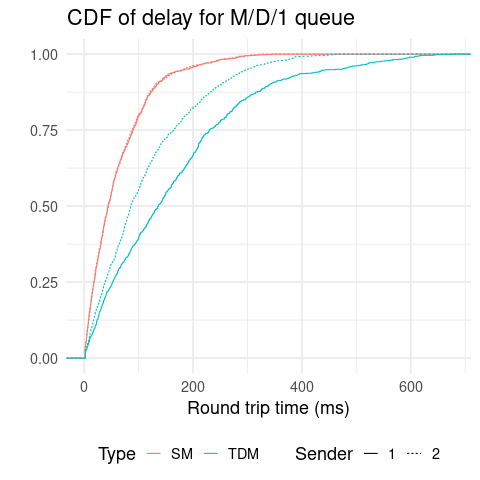 CDF of delay for M/D/1 queue
1.00
0.75
0.50
0.25
0.00
0 200 400 600
Round trip time (ms)
Type SM TDM Sender 1 2